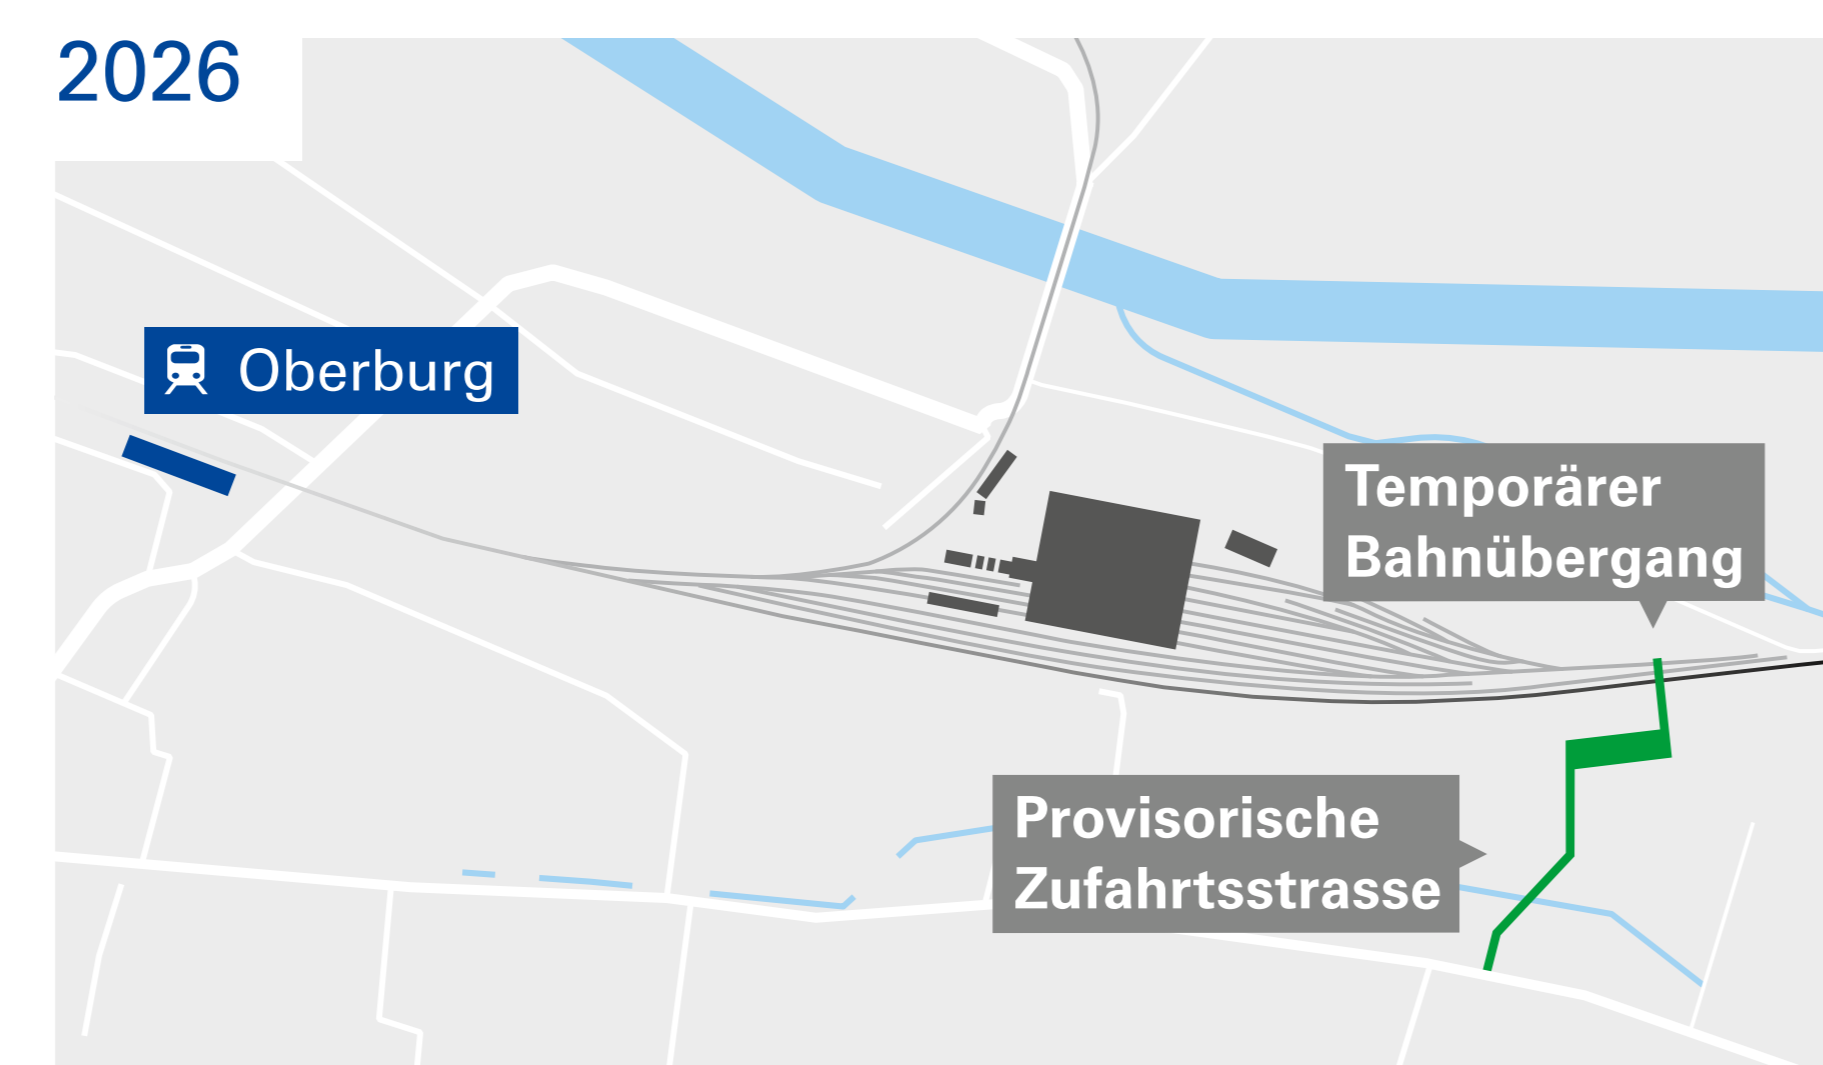 2026
Oberburg
Temporärer
Bahnübergang
Provisorische
Zufahrtsstrasse